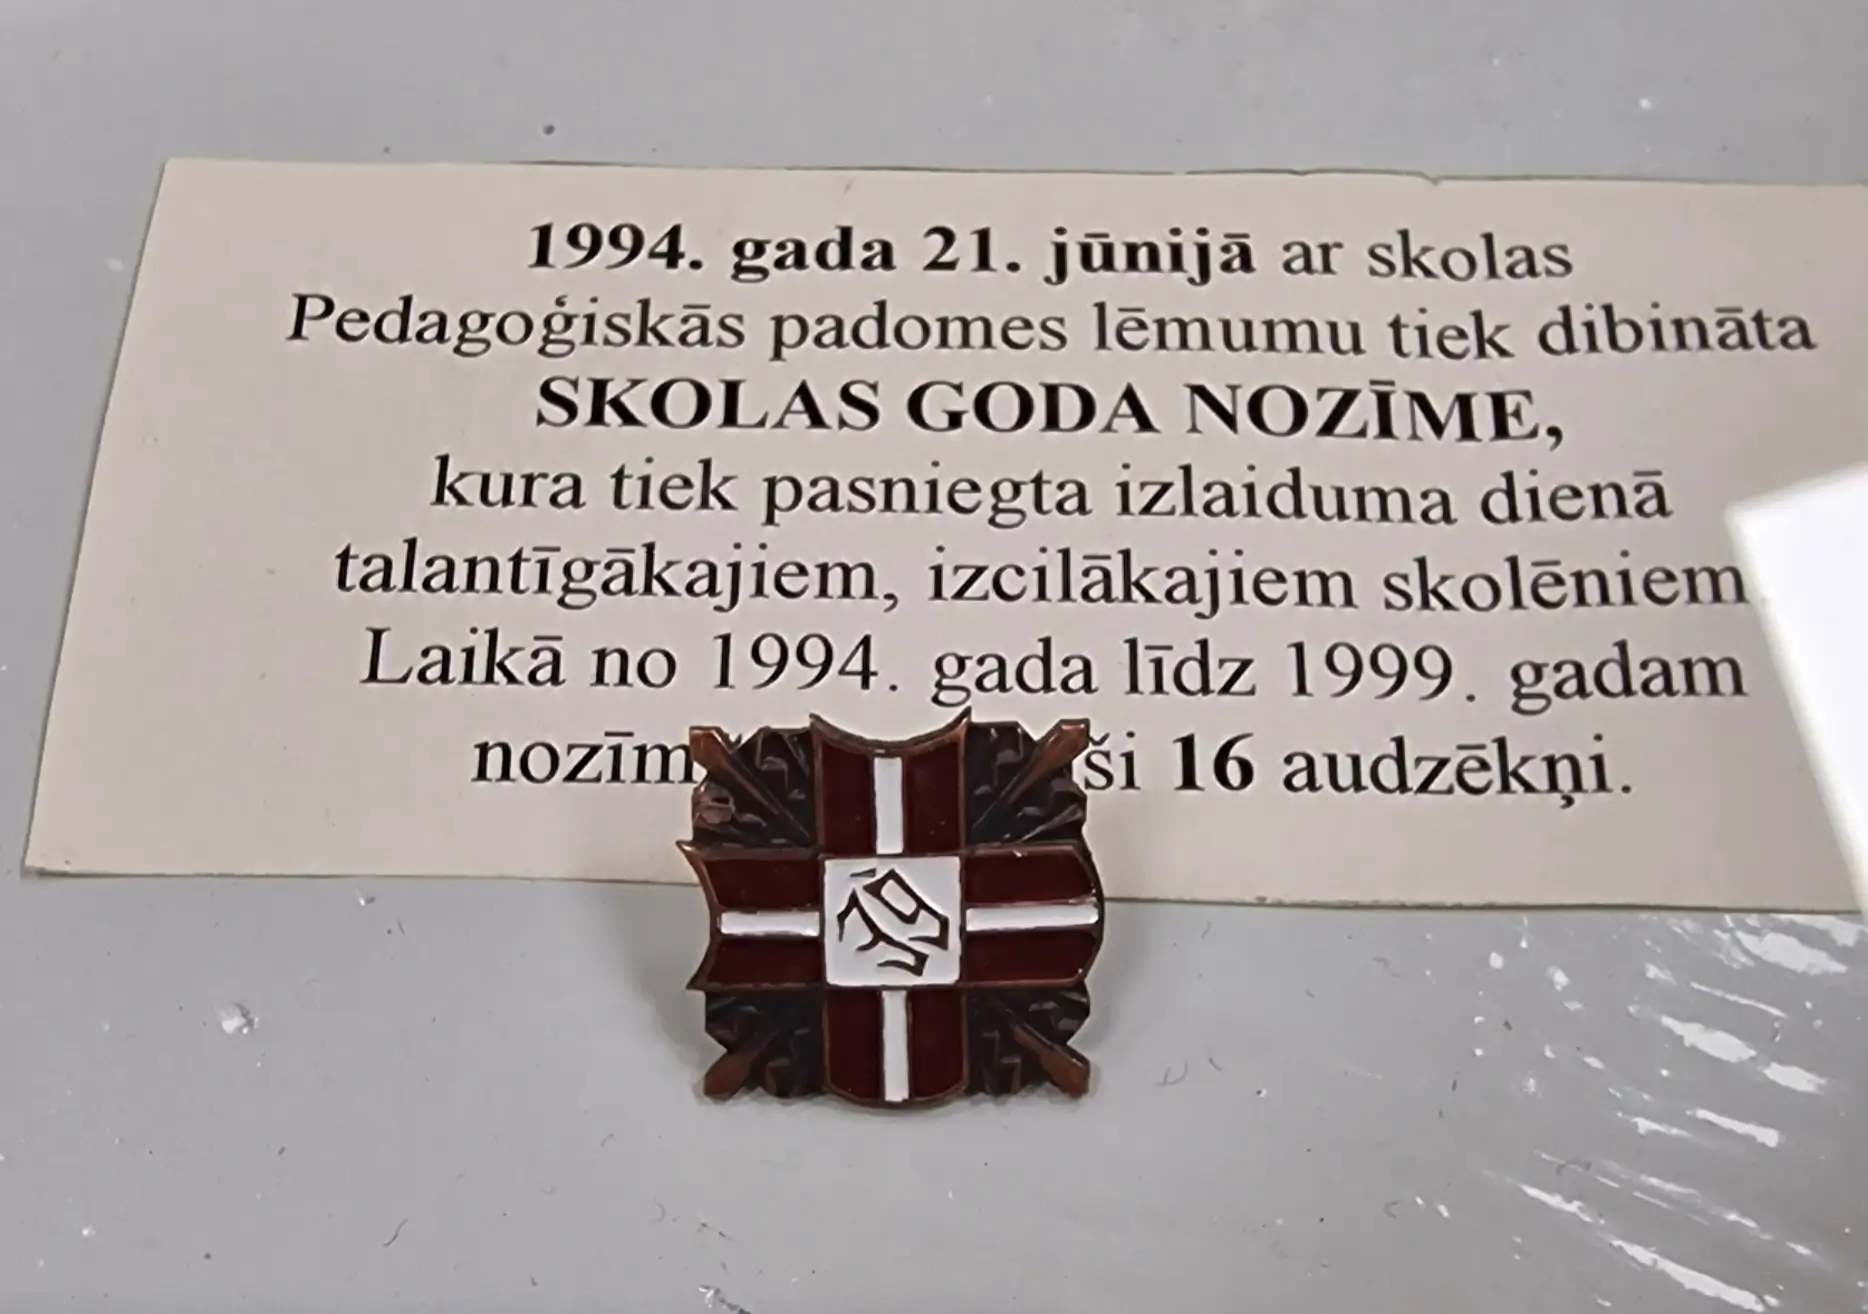 1994. gada 21. jūnijā ar skolas
Pedagoģiskās padomes lēmumu tiek dibināta
SKOLAS GODA NOZĪME,
kura tiek pasniegta izlaiduma dienā
talantīgākajiem, izcilākajiem skolēniem
Laikā no 1994. gada līdz 1999. gadam
16 audzēkņi.